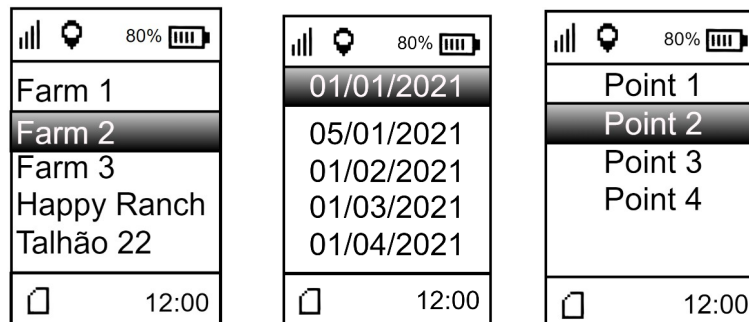 80%
Farm 1
Farm 2
Farm 3
Happy Ranch
Talhão 22
12:00
80%
01/01/2021
05/01/2021
01/02/2021
01/03/2021
01/04/2021
12:00
80%
Point 1
Point 2
Point 3
Point 4
12:00